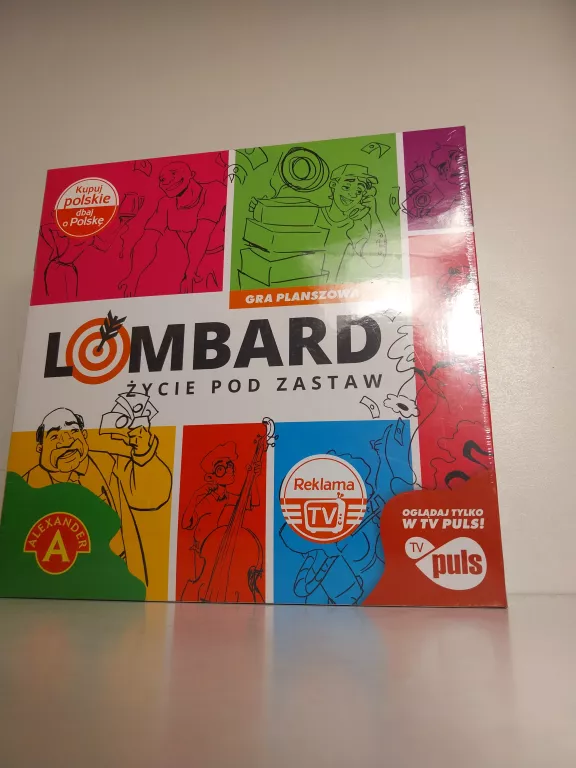 Kupuj
polskie
dbaj
o Polskę
GRA PLANSZOWA
LOMBARD
ŻYCIE POD ZASTAW
ALEXANDER
A
Reklama
TV
OGLĄDAJ TYLKO
W TV PULS!
TV
puls